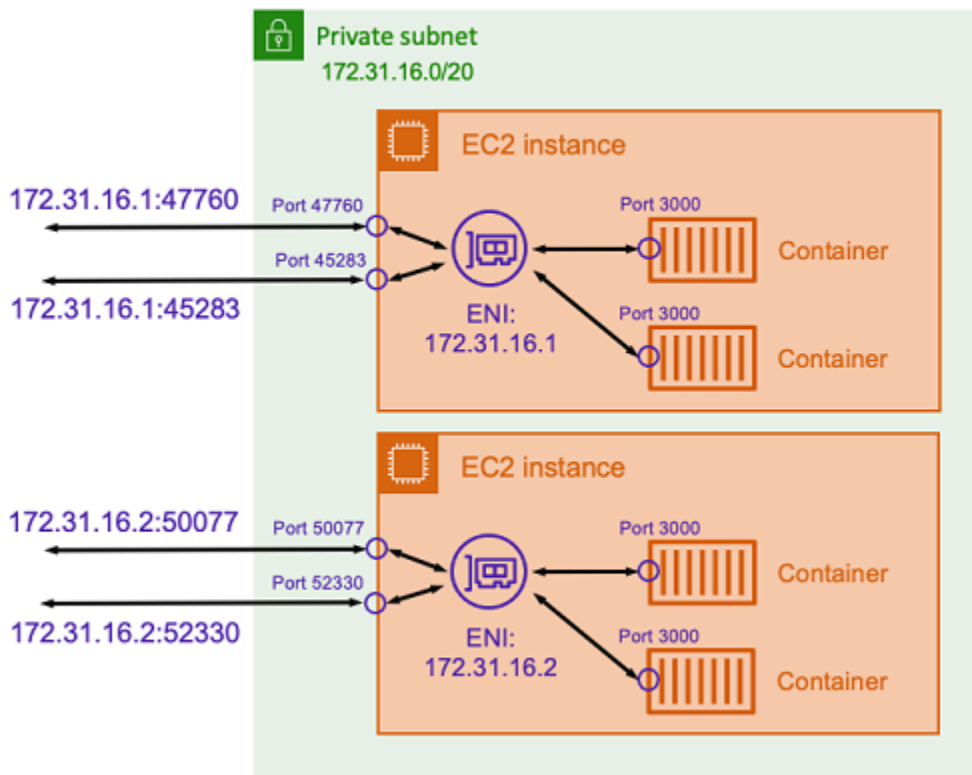 Private subnet
172.31.16.0/20
EC2 instance
172.31.16.1:47760
Port 47760
Port 3000
Container
Port 45283
172.31.16.1:45283
ENI:
172.31.16.1
Port 3000
Container
EC2 instance
172.31.16.2:50077
Port 50077
Port 3000
Container
Port 52330
172.31.16.2:52330
ENI:
172.31.16.2
Port 3000
Container